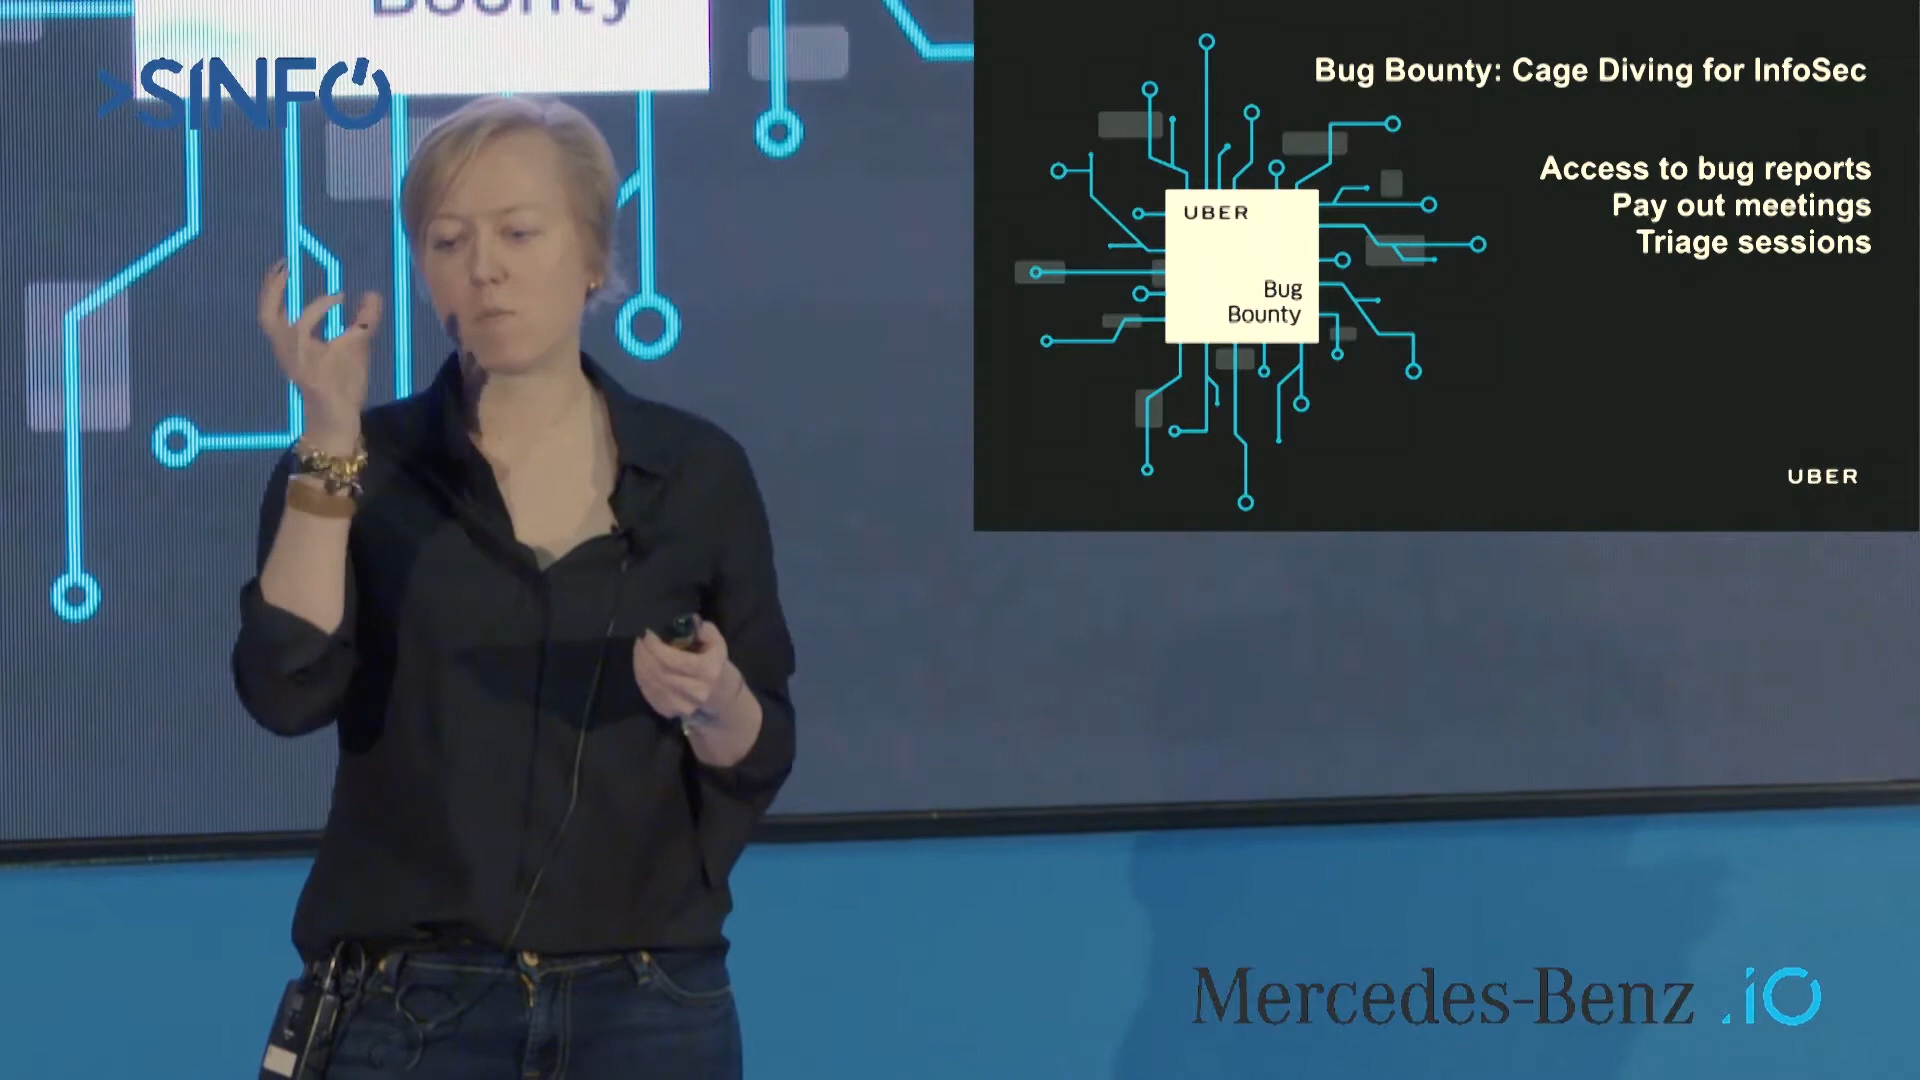 Bounty
>SINFO
Bug Bounty: Cage Diving for InfoSec
Access to bug reports
Pay out meetings
Triage sessions
UBER
Bug
Bounty
UBER
Mercedes-Benz .io